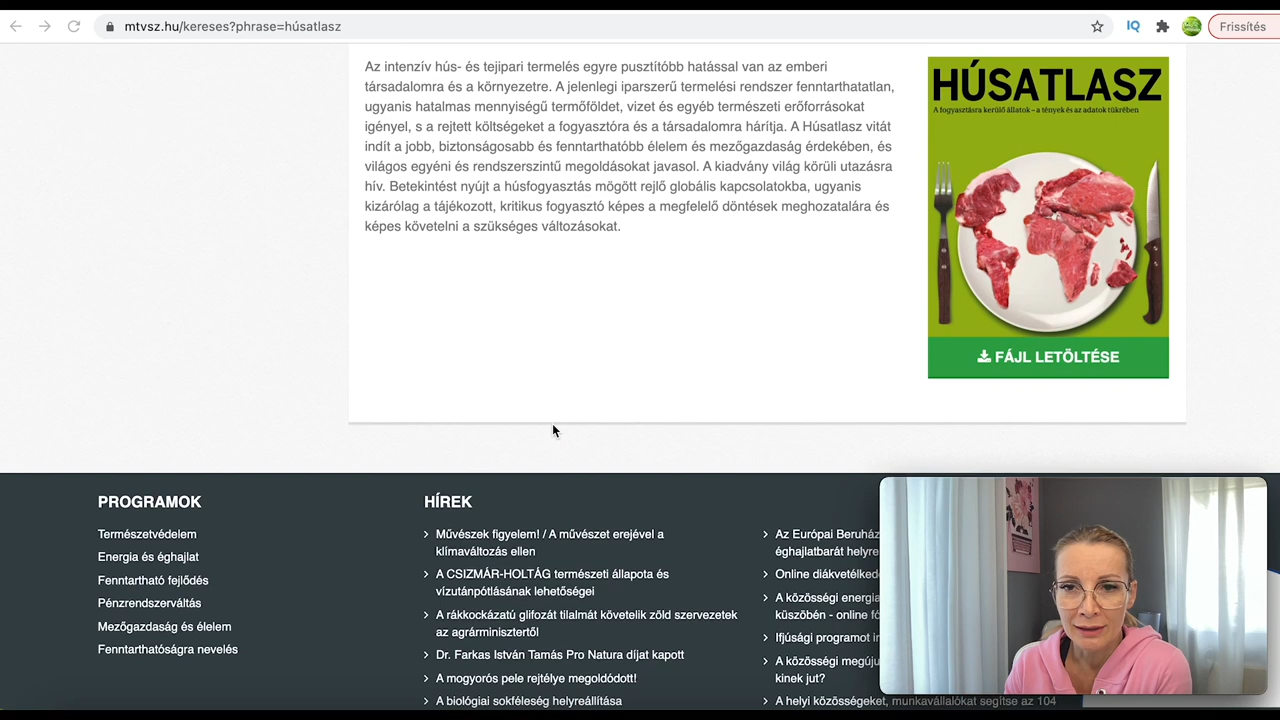 mtvsz.hu/kereses?phrase=húsatlasz
IQ
Frissítés
Az intenzív hús- és tejipari termelés egyre pusztítóbb hatással van az emberi
társadalomra és a környezetre. A jelenlegi iparszerű termelési rendszer fenntarthatatlan,
ugyanis hatalmas mennyiségű termőföldet, vizet és egyéb természeti erőforrásokat
igényel, s a rejtett költségeket a fogyasztóra és a társadalomra hárítja. A Húsatlasz vitát
indít a jobb, biztonságosabb és fenntarthatóbb élelem és mezőgazdaság érdekében, és
világos egyéni és rendszerszintű megoldásokat javasol. A kiadvány világ körüli utazásra
hív. Betekintést nyújt a húsfogyasztás mögött rejlő globális kapcsolatokba, ugyanis
kizárólag a tájékozott, kritikus fogyasztó képes a megfelelő döntések meghozatalára és
képes követelni a szükséges változásokat.
HÚSATLASZ
A fogyasztásra kerülő állatok – a tények és az adatok tükrében
FÁJL LETÖLTÉSE
PROGRAMOK
Természetvédelem
Energia és éghajlat
Fenntartható fejlődés
Pénzrendszerváltás
Mezőgazdaság és élelem
Fenntarthatóságra nevelés
HÍREK
Művészek figyelem! / A művészet erejével a
klímaváltozás ellen
A CSIZMÁR-HOLTÁG természeti állapota és
vízutánpótlásának lehetőségei
A rákkockázatú glifozát tilalmát követelik zöld szervezetek
az agrárminisztertől
Dr. Farkas István Tamás Pro Natura díjat kapott
A mogyorós pele rejtélye megoldódott!
A biológiai sokféleség helyreállítása
Az Európai Beruház
éghajlatbarát helyre
Online diákvetélked
A közösségi energia
küszöbén - online fó
Ifjúsági programot in
A közösségi megúju
kinek jut?
A helyi közösségeket, munkavállalókat segítse az 104